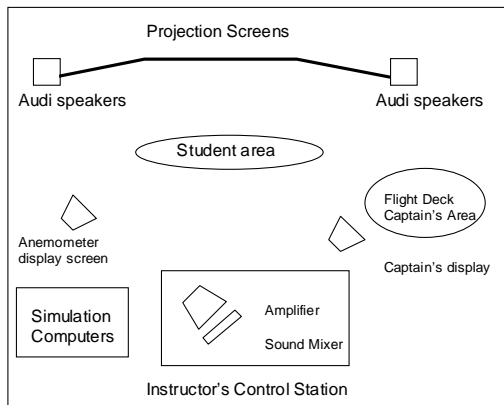 Projection Screens
Audi speakers
Audi speakers
Student area
Flight Deck
Captain's Area
Anemometer
display screen
Captain's display
Simulation
Computers
Amplifier
Sound Mixer
Instructor's Control Station